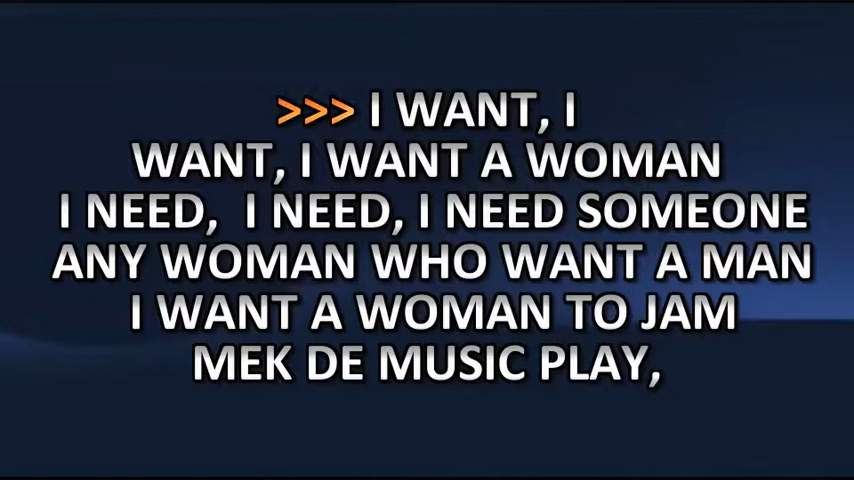 >>> I WANT, I
WANT, I WANT A WOMAN
I NEED,  I NEED, I NEED SOMEONE
ANY WOMAN WHO WANT A MAN
I WANT A WOMAN TO JAM
MEK DE MUSIC PLAY,